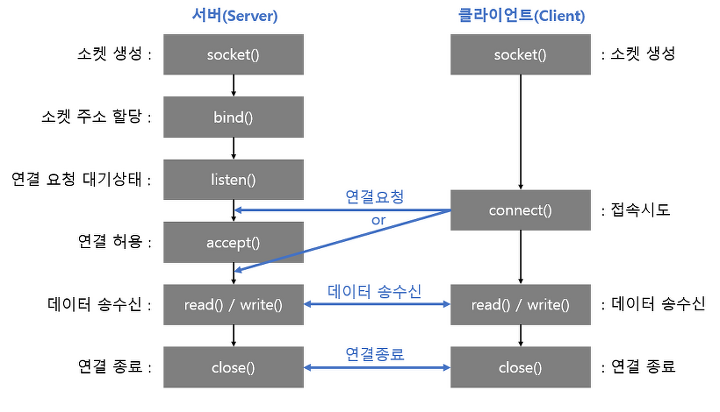 서버(Server) 클라이언트(Client)
소켓 생성 : socket() socket() : 소켓 생성
소켓 주소 할당 : bind()
연결 요청 대기상태 : listen()
연결요청
or
connect() : 접속시도
연결 허용 : accept()
데이터 송수신 : read() / write() 데이터 송수신 read() / write() : 데이터 송수신
연결 종료 : close() 연결종료 close() : 연결 종료